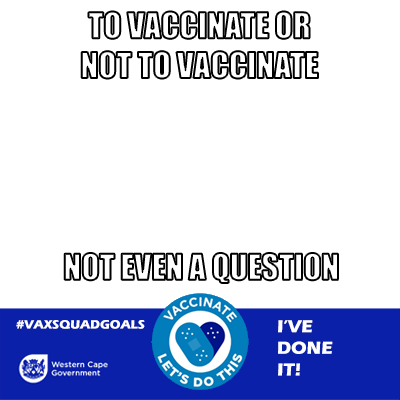 TO VACCINATE OR
NOT TO VACCINATE
NOT EVEN A QUESTION
#VAXSQUADGOALS
Western Cape
Government
VACCINATE
LET'S DO THIS
I'VE
DONE
IT!